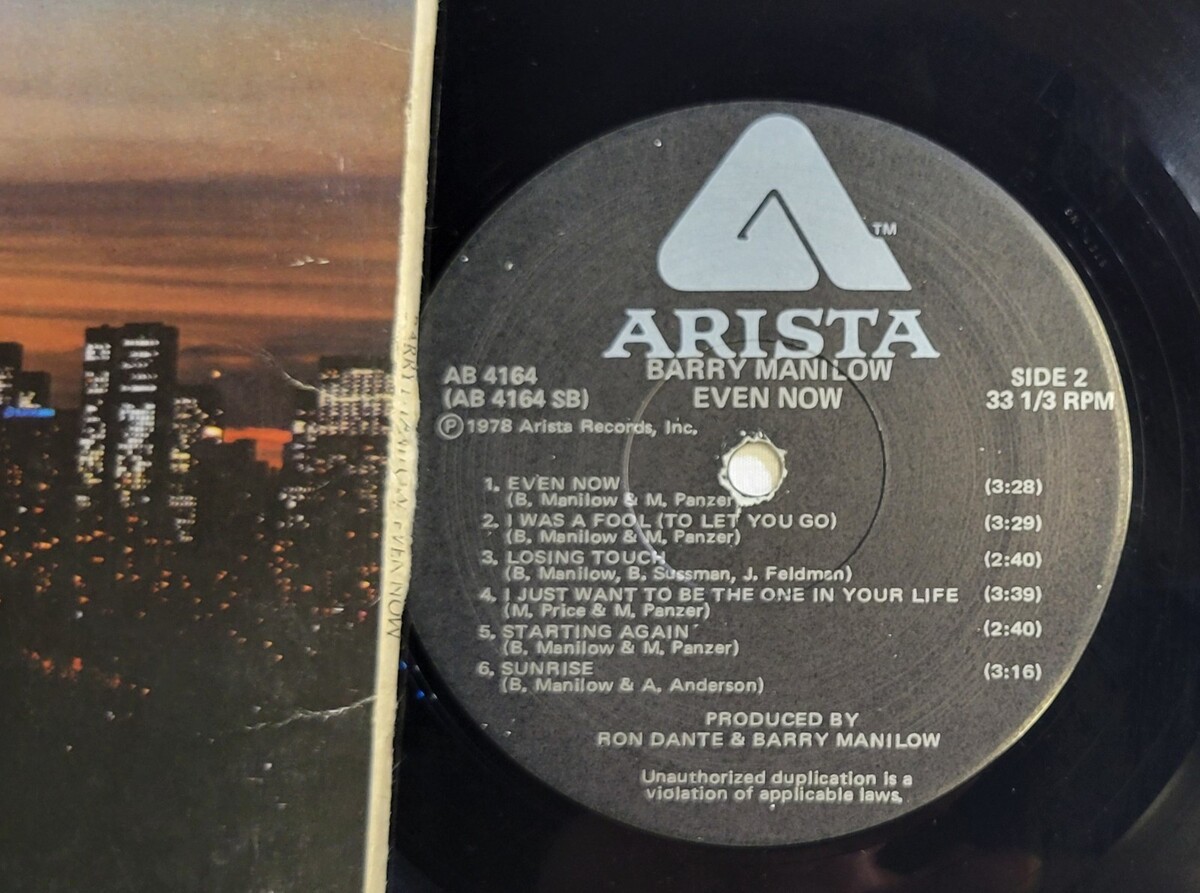 TM
ARISTA
AB 4164
(AB 4164 SB)
℗ 1978 Arista Records, Inc.
BARRY MANILOW
EVEN NOW
SIDE 2
33 1/3 RPM
1. EVEN NOW (3:28)
(B. Manilow & M. Panzer)
2. I WAS A FOOL (TO LET YOU GO) (3:29)
(B. Manilow & M. Panzer)
3. LOSING TOUCH (2:40)
(B. Manilow, B. Sussman, J. Feldman)
4. I JUST WANT TO BE THE ONE IN YOUR LIFE (3:39)
(M. Price & M. Panzer)
5. STARTING AGAIN (2:40)
(B. Manilow & M. Panzer)
6. SUNRISE (3:16)
(B. Manilow & A. Anderson)
PRODUCED BY
RON DANTE & BARRY MANILOW
Unauthorized duplication is a
violation of applicable laws.
EVEN NOW